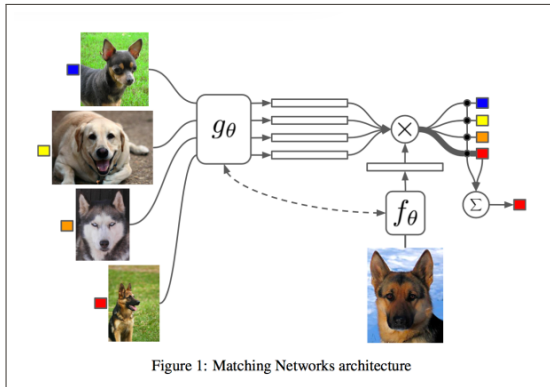 gθ
×
fθ
Σ
Figure 1: Matching Networks architecture